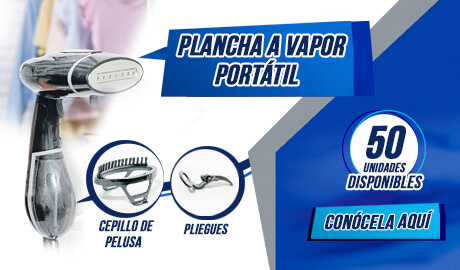 PLANCHA A VAPOR
PORTÁTIL
50
UNIDADES
DISPONIBLES
CEPILLO DE
PELUSA
PLIEGUES
CONÓCELA AQUÍ